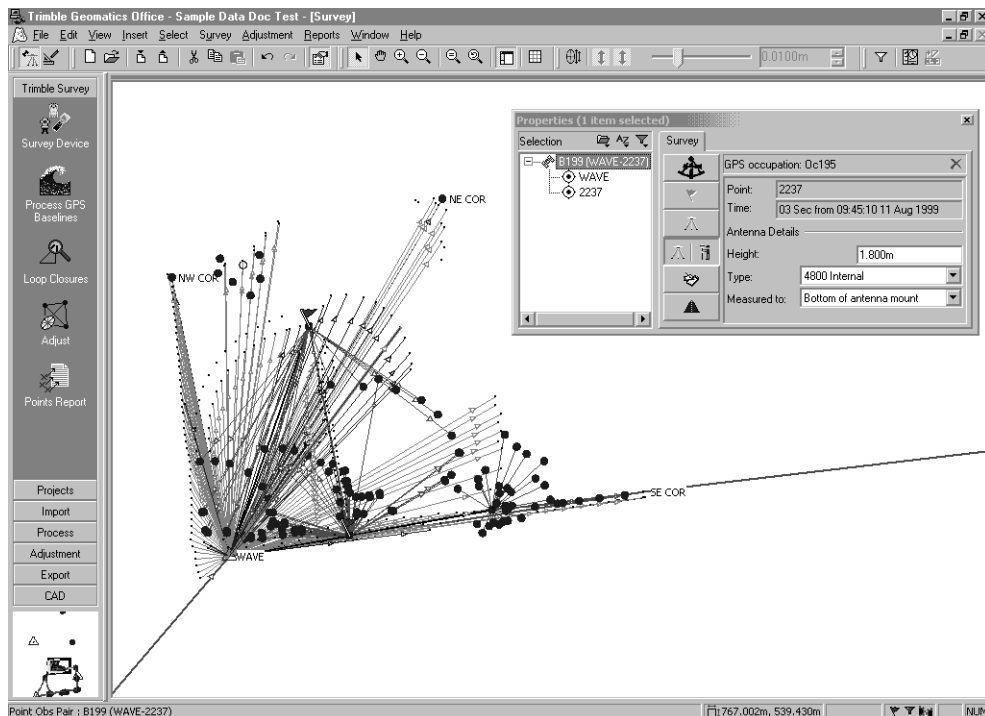 Trimble Geomatics Office - Sample Data Doc Test - [Survey]
File Edit View Insert Select Survey Adjustment Reports Window Help
0.0100m
Trimble Survey
Survey Device
Process GPS
Baselines
Loop Closures
Adjust
Points Report
Projects
Import
Process
Adjustment
Export
CAD
NE COR
NW COR
SE COR
WAVE
Properties (1 item selected)
Selection
Survey
B199 (WAVE-2237)
WAVE
2237
GPS occupation: Oc195
Point: 2237
Time: 03 Sec from 09:45:10 11 Aug 1999
Antenna Details
Height: 1.800m
Type: 4800 Internal
Measured to: Bottom of antenna mount
Point Obs Pair : B199 (WAVE-2237)
767.002m, 539.430m
NUM